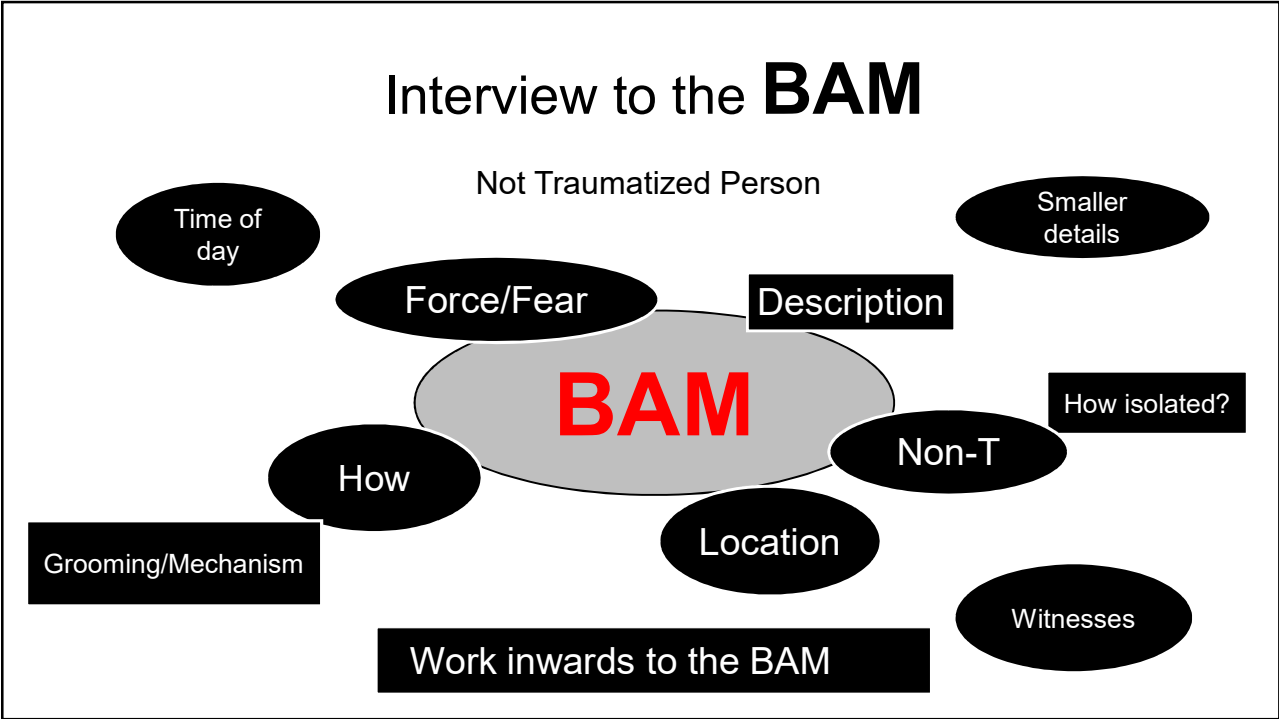 Interview to the BAM
Not Traumatized Person
Time of
day
Smaller
details
Force/Fear
Description
BAM
How isolated?
Non-T
How
Location
Grooming/Mechanism
Witnesses
Work inwards to the BAM